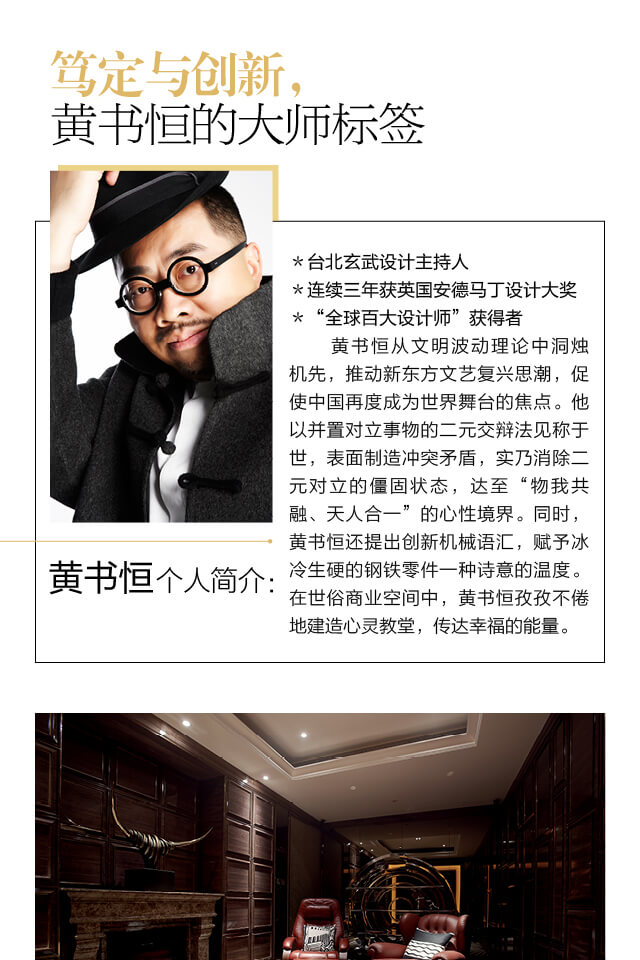 笃定与创新，
黄书恒的大师标签
＊台北玄武设计主持人
＊连续三年获英国安德马丁设计大奖
＊“全球百大设计师”获得者
黄书恒从文明波动理论中洞烛
机先，推动新东方文艺复兴思潮，促
使中国再度成为世界舞台的焦点。他
以并置对立事物的二元交辩法见称于
世，表面制造冲突矛盾，实乃消除二
元对立的僵固状态，达至“物我共
融、天人合一”的心性境界。同时，
黄书恒还提出创新机械语汇，赋予冰
冷生硬的钢铁零件一种诗意的温度。
在世俗商业空间中，黄书恒孜孜不倦
地建造心灵教堂，传达幸福的能量。
黄书恒个人简介：